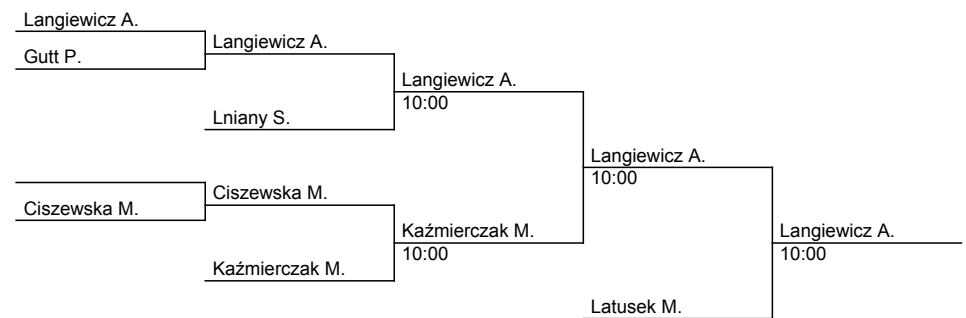 Langiewicz A.
Gutt P.
Langiewicz A.
Lniany S.
Langiewicz A.
10:00
Ciszewska M.
Ciszewska M.
Kaźmierczak M.
Kaźmierczak M.
10:00
Langiewicz A.
10:00
Latusek M.
Langiewicz A.
10:00